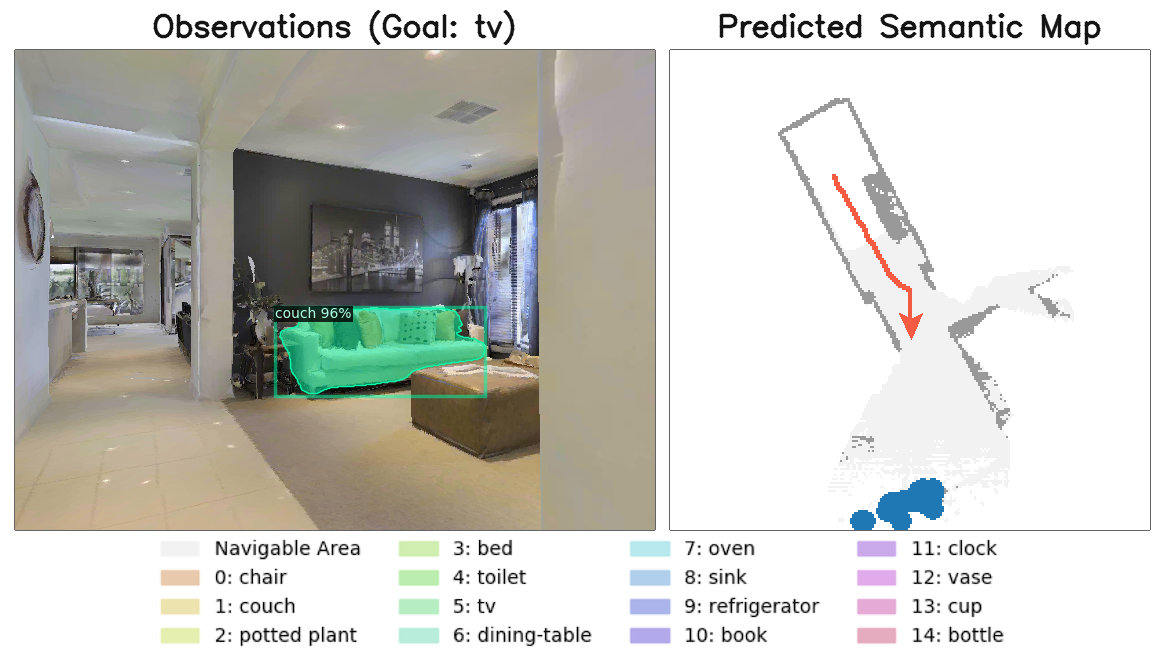 Observations (Goal: tv)
Predicted Semantic Map
couch 96%
Navigable Area
0: chair
1: couch
2: potted plant
3: bed
4: toilet
5: tv
6: dining-table
7: oven
8: sink
9: refrigerator
10: book
11: clock
12: vase
13: cup
14: bottle